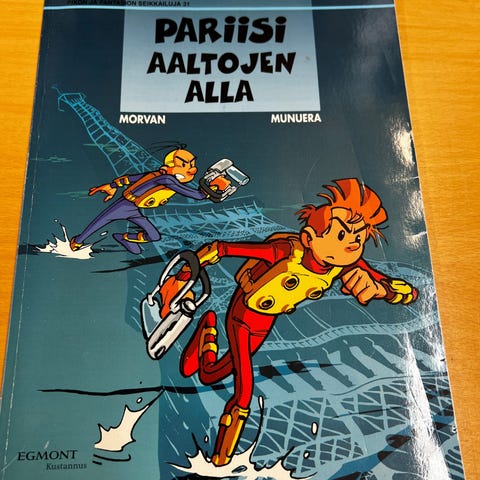 PIKON JA FANTASION SEIKKAILUJA 31
PARIISI
AALTOJEN
ALLA
MORVAN MUNUERA
EGMONT
Kustannus